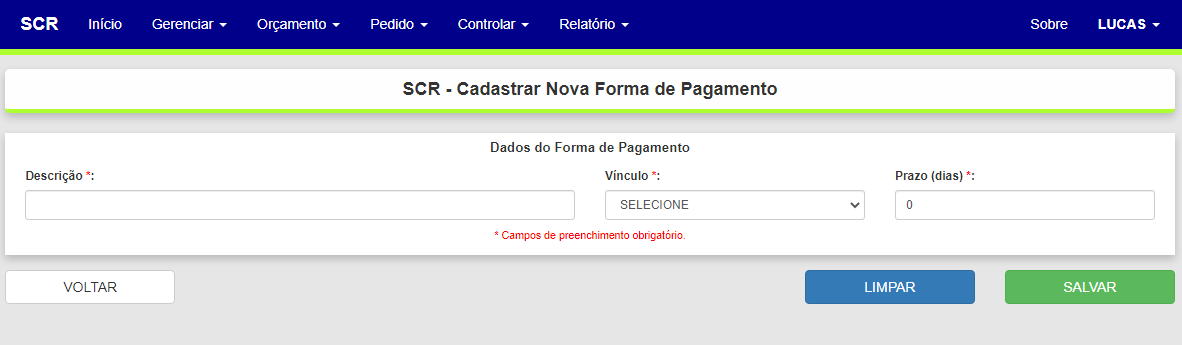 SCR Início Gerenciar Orçamento Pedido Controlar Relatório Sobre LUCAS
SCR - Cadastrar Nova Forma de Pagamento
Dados do Forma de Pagamento
Descrição *: Vínculo *: Prazo (dias) *:
SELECIONE 0
* Campos de preenchimento obrigatório.
VOLTAR LIMPAR SALVAR